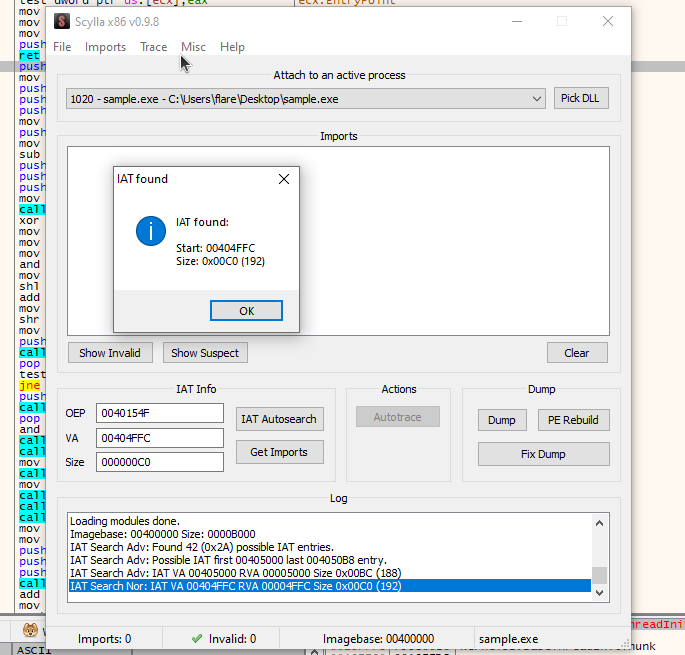 test dword ptr ds:[ecx],eax
ecx:EntryPoint
mov
mov
mov
push
ret
push
mov
push
push
push
mov
push
push
mov
sub
push
push
push
mov
call
xor
mov
mov
mov
and
mov
shl
add
mov
shr
mov
push
call
pop
test
jne
push
call
pop
and
call
call
mov
call
mov
call
call
call
mov
mov
push
push
push
call
add
mov
Scylla x86 v0.9.8
File Imports Trace Misc Help
Attach to an active process
1020 - sample.exe - C:\Users\flare\Desktop\sample.exe
Pick DLL
Imports
IAT found
IAT found:
Start: 00404FFC
Size: 0x00C0 (192)
OK
Show Invalid
Show Suspect
Clear
IAT Info
OEP 0040154F
VA 00404FFC
Size 000000C0
IAT Autosearch
Get Imports
Actions
Autotrace
Dump
Dump
PE Rebuild
Fix Dump
Log
Loading modules done.
Imagebase: 00400000 Size: 0000B000
IAT Search Adv: Found 42 (0x2A) possible IAT entries.
IAT Search Adv: Possible IAT first 00405000 last 004050B8 entry.
IAT Search Adv: IAT VA 00405000 RVA 00005000 Size 0x00BC (188)
IAT Search Nor: IAT VA 00404FFC RVA 00004FFC Size 0x00C0 (192)
Imports: 0
Invalid: 0
Imagebase: 00400000
sample.exe
ASCII